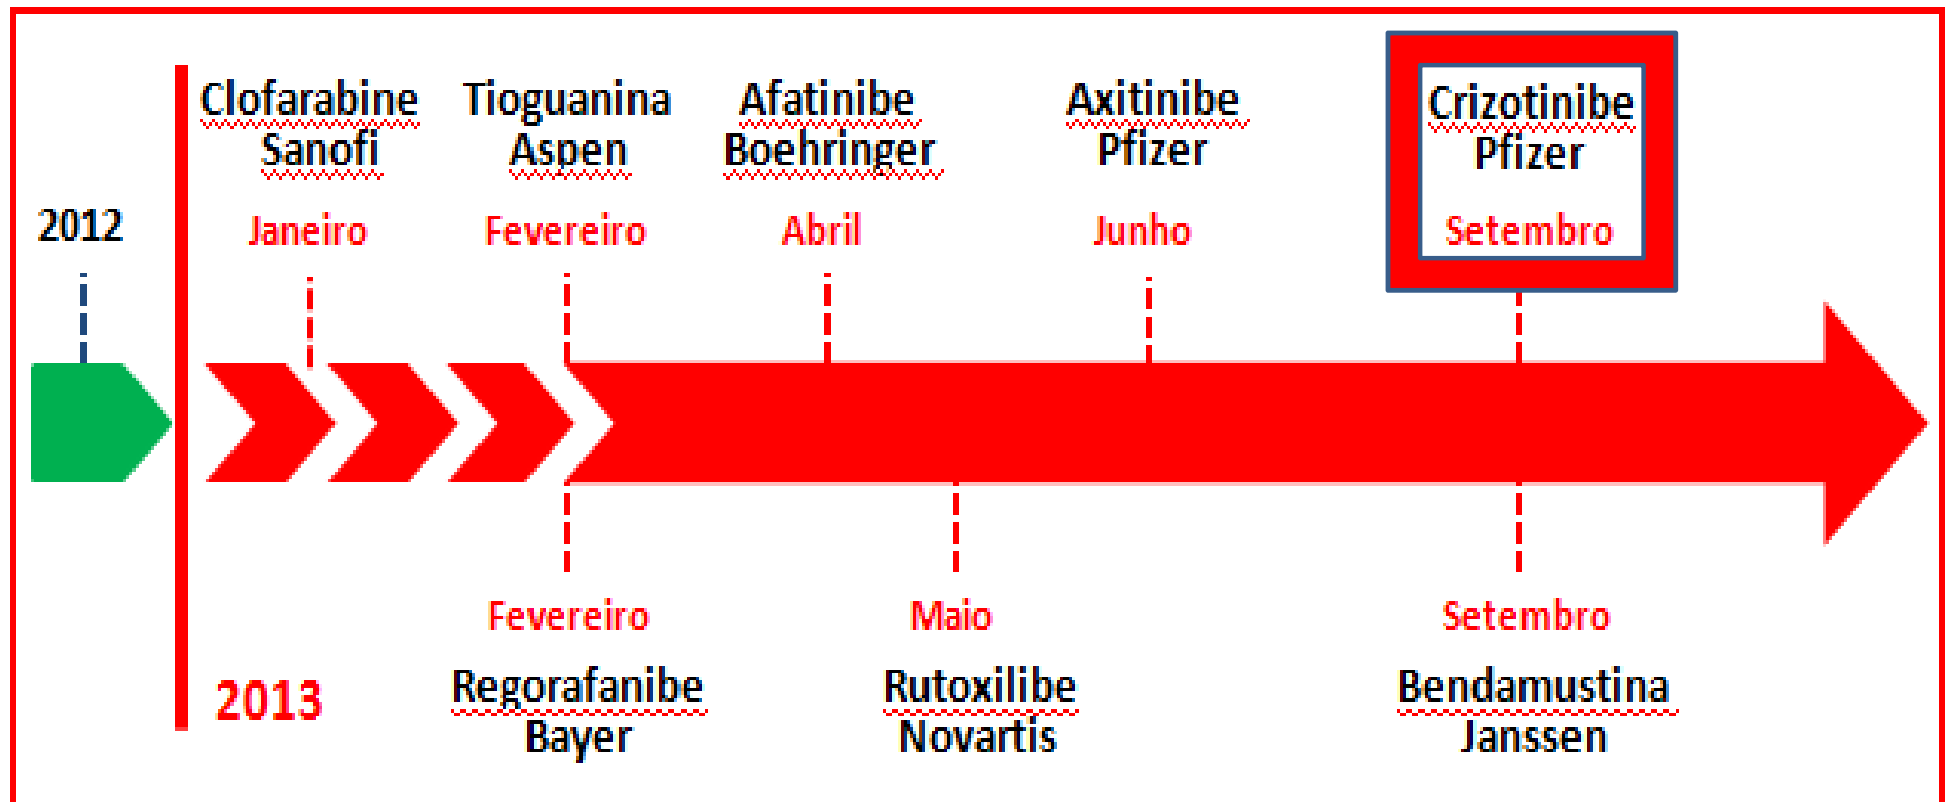 2012
Clofarabine
Sanofi
Janeiro
Tioguanina
Aspen
Fevereiro
Afatinibe
Boehringer
Abril
Axitinibe
Pfizer
Junho
Crizotinibe
Pfizer
Setembro
2013
Fevereiro
Regorafanibe
Bayer
Maio
Rutoxilibe
Novartis
Setembro
Bendamustina
Janssen